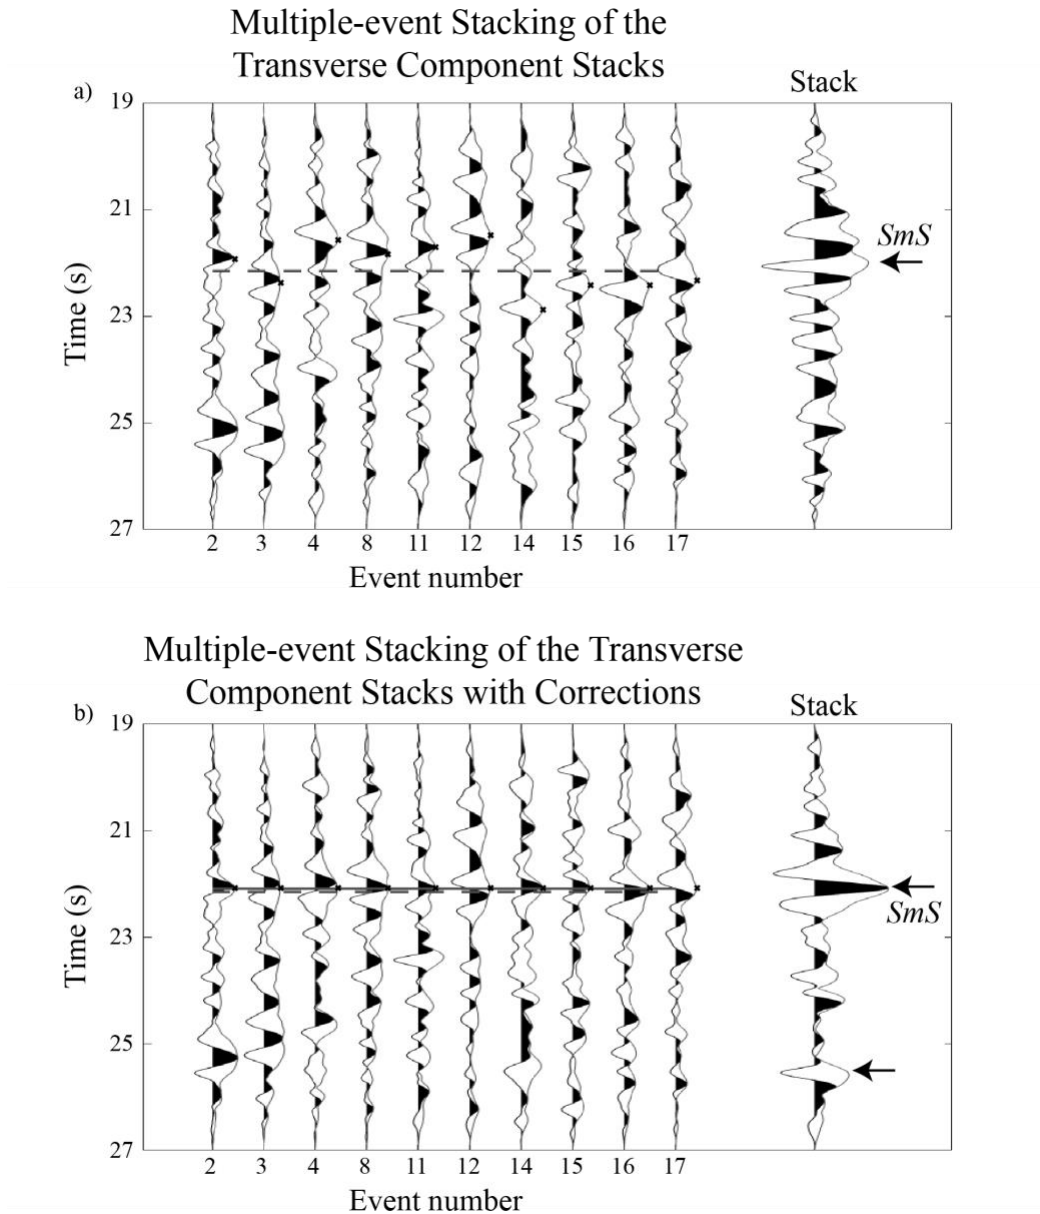 Multiple-event Stacking of the
Transverse Component Stacks
a)
Stack
19
21
23
25
27
Time (s)
SmS
2 3 4 8 11 12 14 15 16 17
Event number
Multiple-event Stacking of the Transverse
Component Stacks with Corrections
b)
Stack
19
21
23
25
27
Time (s)
SmS
2 3 4 8 11 12 14 15 16 17
Event number